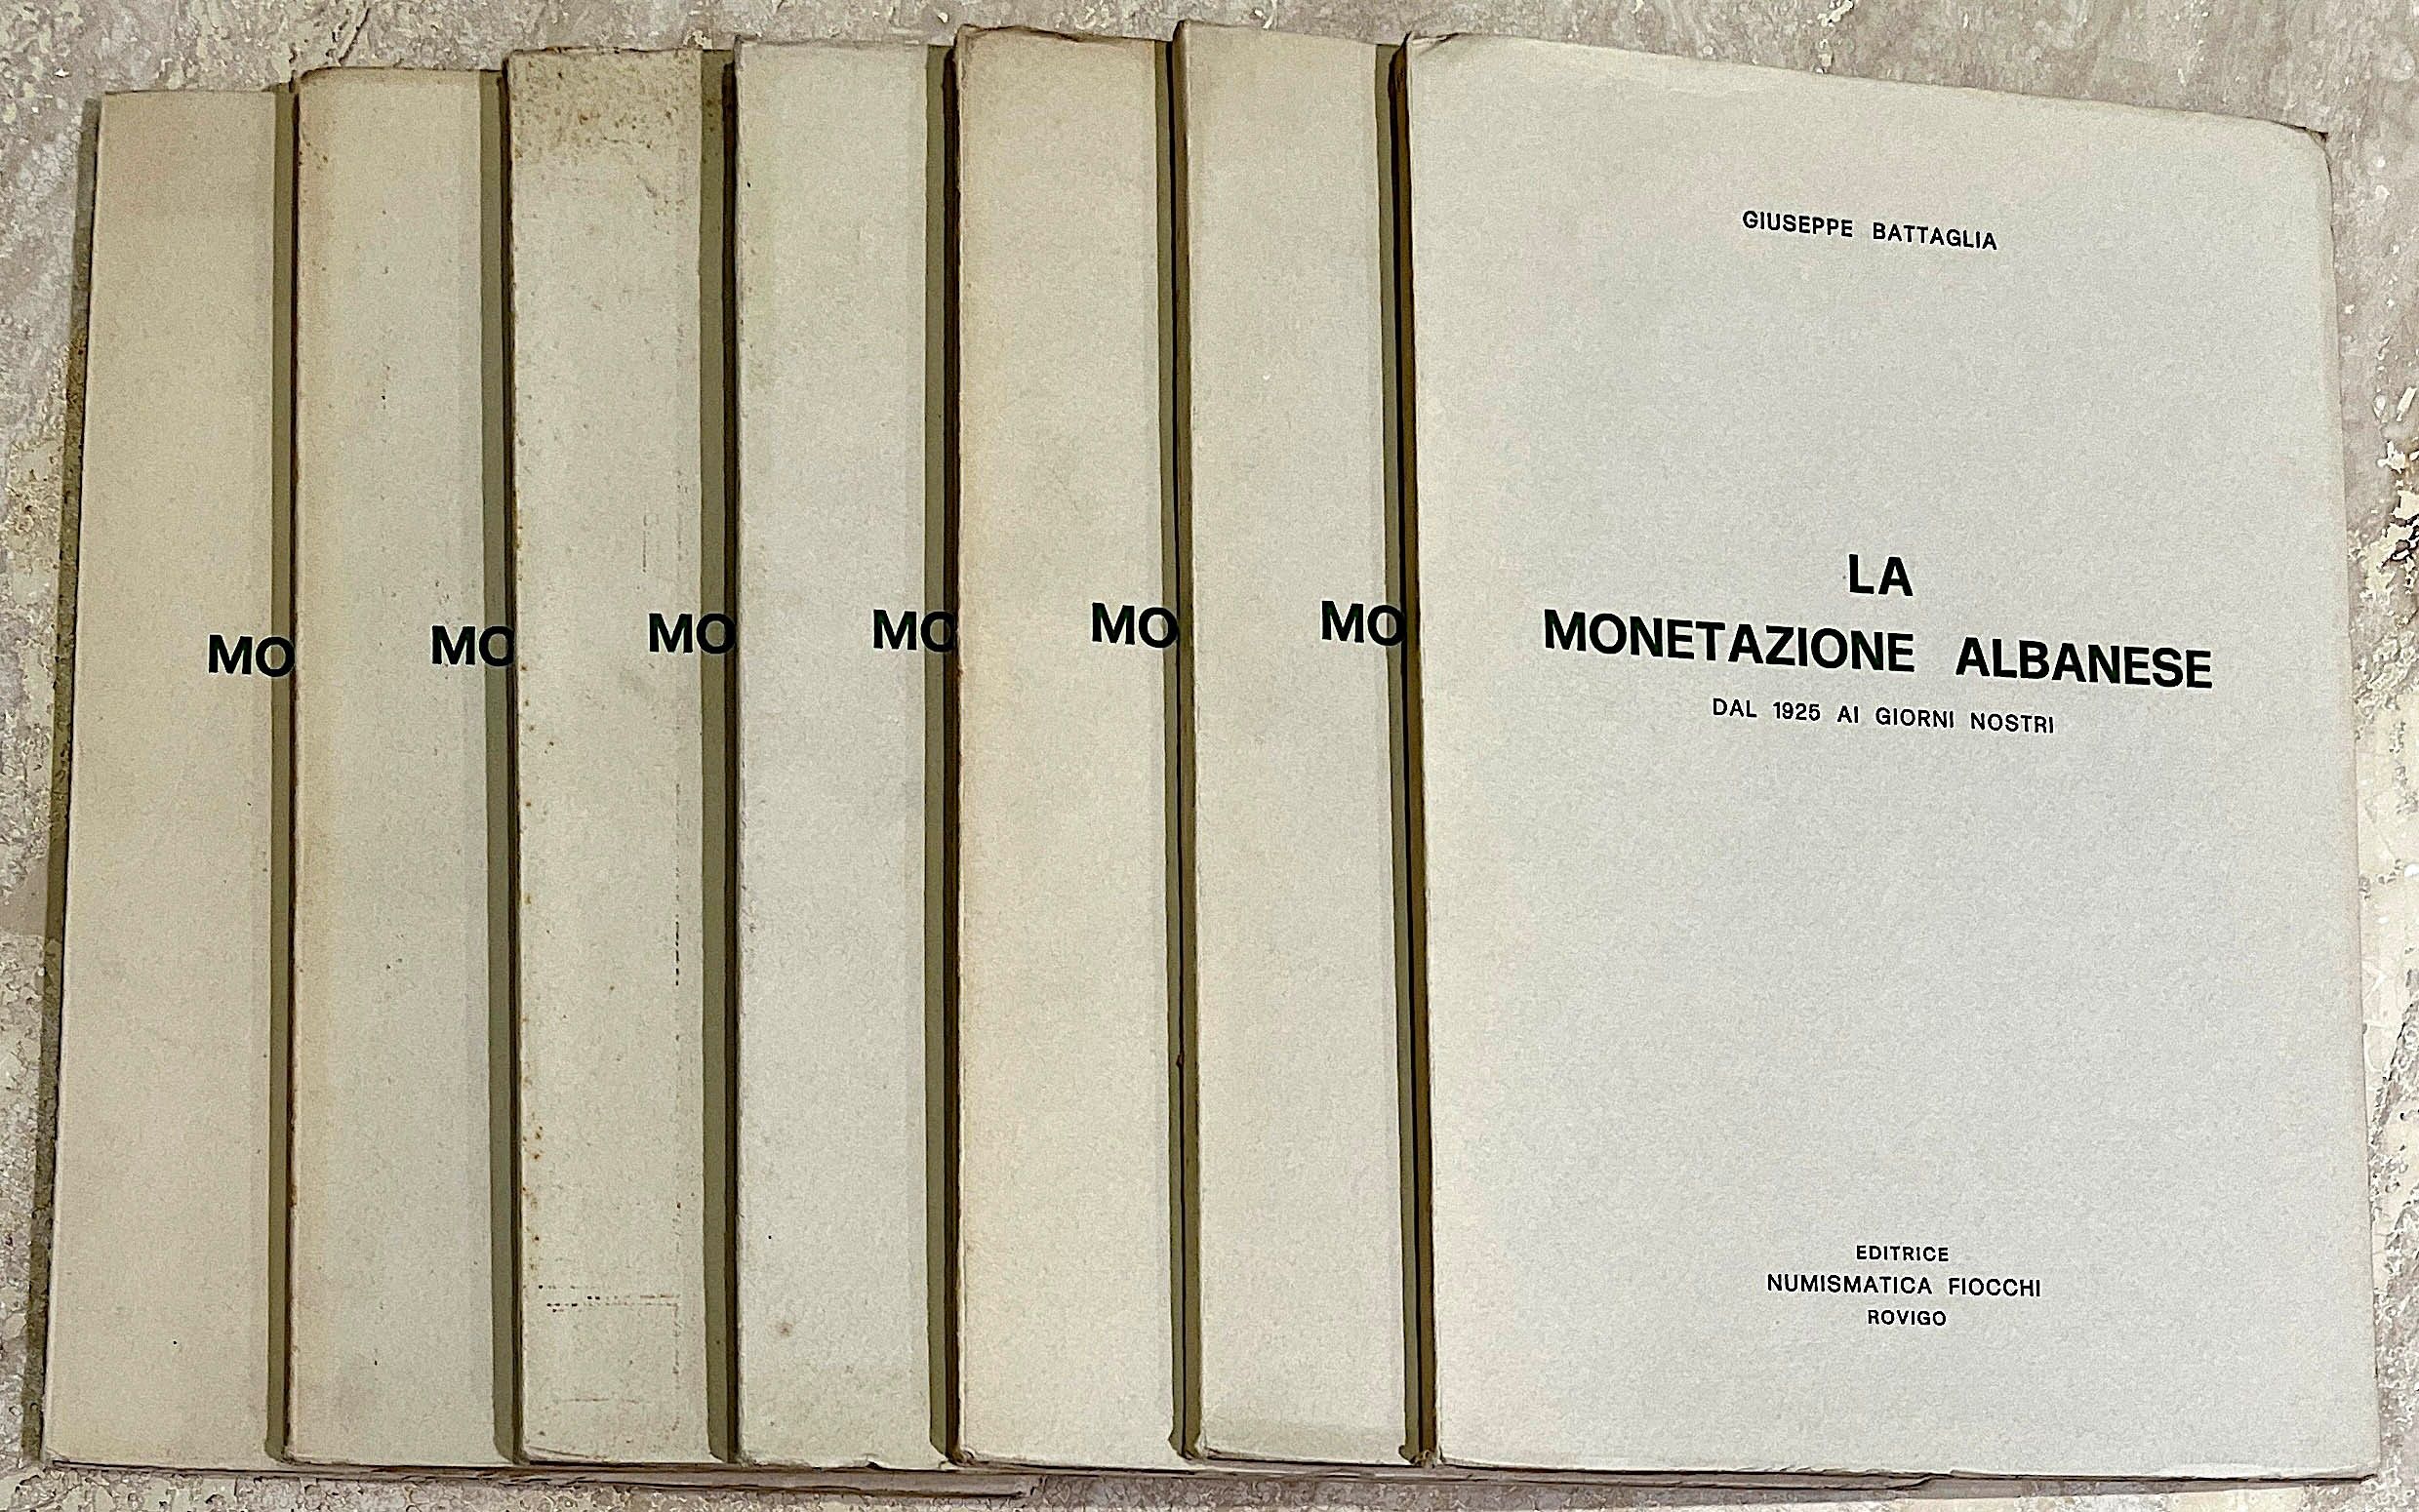 MO
MO
MO
MO
MO
MO
GIUSEPPE BATTAGLIA
LA
MONETAZIONE ALBANESE
DAL 1925 AI GIORNI NOSTRI
EDITRICE
NUMISMATICA FIOCCHI
ROVIGO